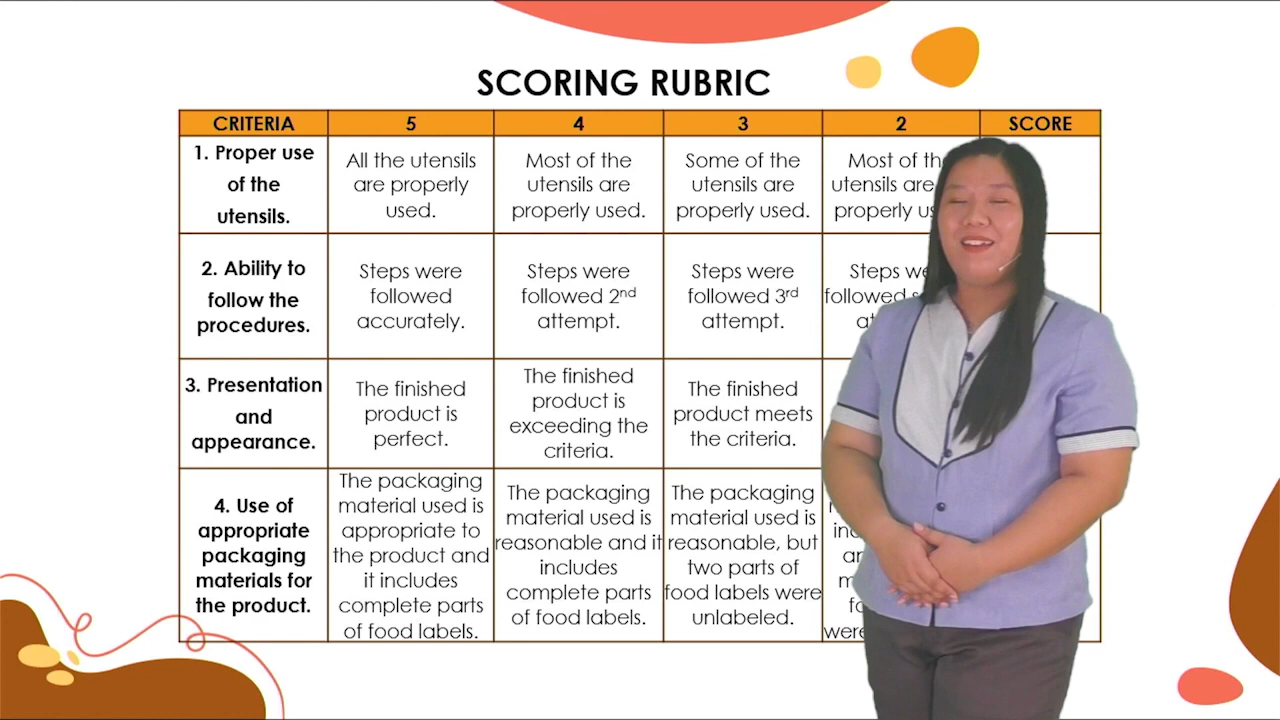 SCORING RUBRIC
CRITERIA 5 4 3 2 SCORE
1. Proper use
of the
utensils.
All the utensils
are properly
used.
Most of the
utensils are
properly used.
Some of the
utensils are
properly used.
Most of
utensils are
properly
2. Ability to
follow the
procedures.
Steps were
followed
accurately.
Steps were
followed 2nd
attempt.
Steps were
followed 3rd
attempt.
Steps
followed
3. Presentation
and
appearance.
The finished
product is
perfect.
The finished
product is
exceeding the
criteria.
The finished
product meets
the criteria.
4. Use of
appropriate
packaging
materials for
the product.
The packaging
material used is
appropriate to
the product and
it includes
complete parts
of food labels.
The packaging
material used is
reasonable and it
includes
complete parts
of food labels.
The packaging
material used is
reasonable, but
two parts of
food labels were
unlabeled.
were